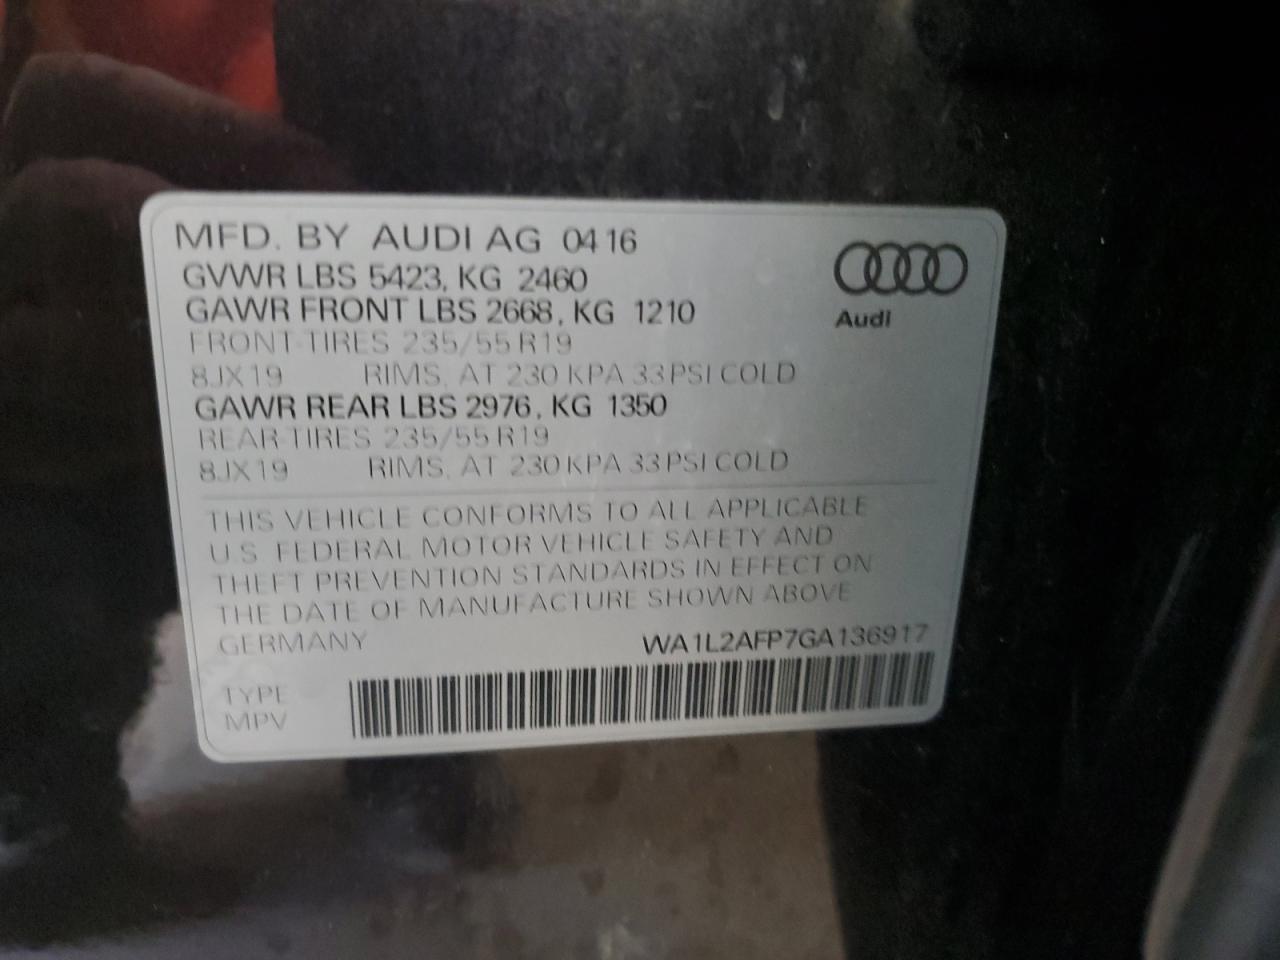 MFD. BY AUDI AG 0416
GVWR LBS 5423, KG 2460
GAWR FRONT LBS 2668, KG 1210
FRONT-TIRES 235/55 R19
8JX19 RIMS, AT 230 KPA 33 PSI COLD
GAWR REAR LBS 2976, KG 1350
REAR-TIRES 235/55 R19
8JX19 RIMS, AT 230 KPA 33 PSI COLD
Audi
THIS VEHICLE CONFORMS TO ALL APPLICABLE
U.S. FEDERAL MOTOR VEHICLE SAFETY AND
THEFT PREVENTION STANDARDS IN EFFECT ON
THE DATE OF MANUFACTURE SHOWN ABOVE
GERMANY WA1L2AFP7GA136917
TYPE
MPV